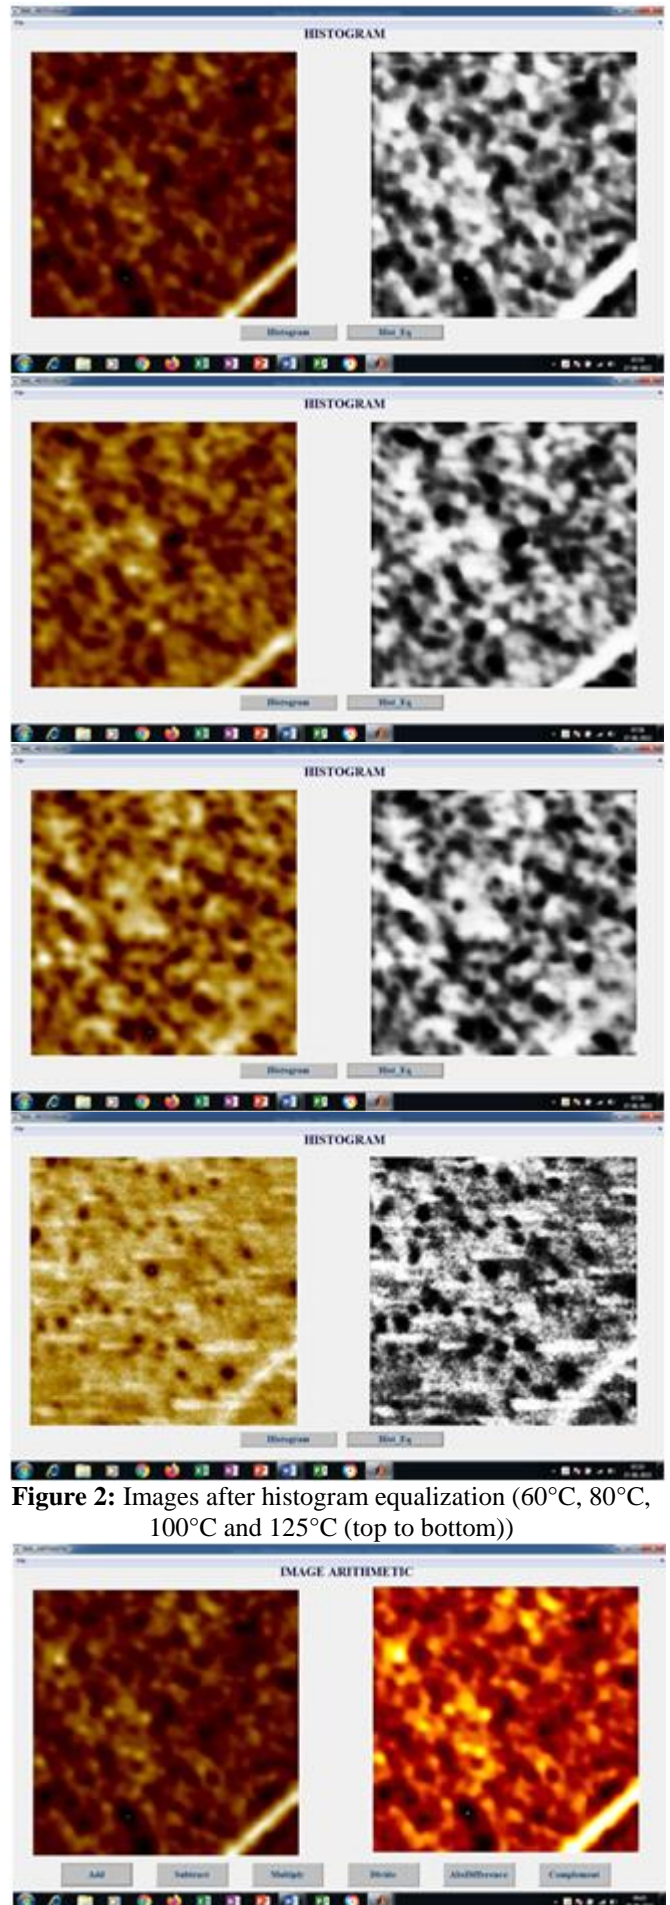 HISTOGRAM
Histogram Hist_Eq
HISTOGRAM
Histogram Hist_Eq
HISTOGRAM
Histogram Hist_Eq
HISTOGRAM
Histogram Hist_Eq
Figure 2: Images after histogram equalization (60°C, 80°C,
100°C and 125°C (top to bottom))
IMAGE ARITHMETIC
Add Subtract Multiply Divide AbsDifference Complement